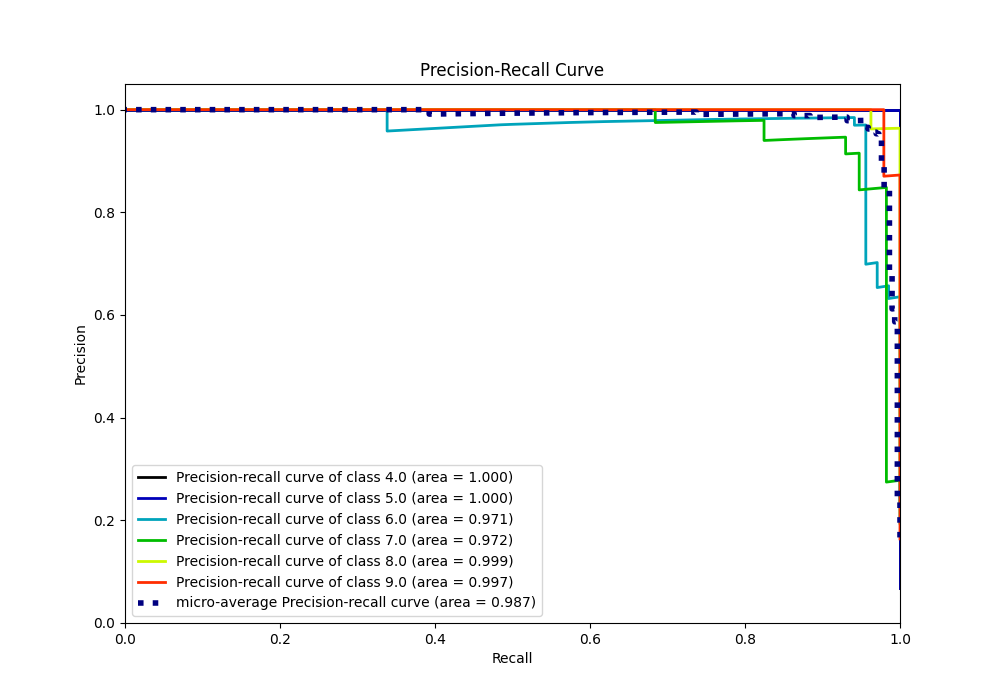 Precision-Recall Curve
1.0
0.8
0.6
0.4
0.2
0.0
Precision
Precision-recall curve of class 4.0 (area = 1.000)
Precision-recall curve of class 5.0 (area = 1.000)
Precision-recall curve of class 6.0 (area = 0.971)
Precision-recall curve of class 7.0 (area = 0.972)
Precision-recall curve of class 8.0 (area = 0.999)
Precision-recall curve of class 9.0 (area = 0.997)
micro-average Precision-recall curve (area = 0.987)
0.0 0.2 0.4 0.6 0.8 1.0
Recall